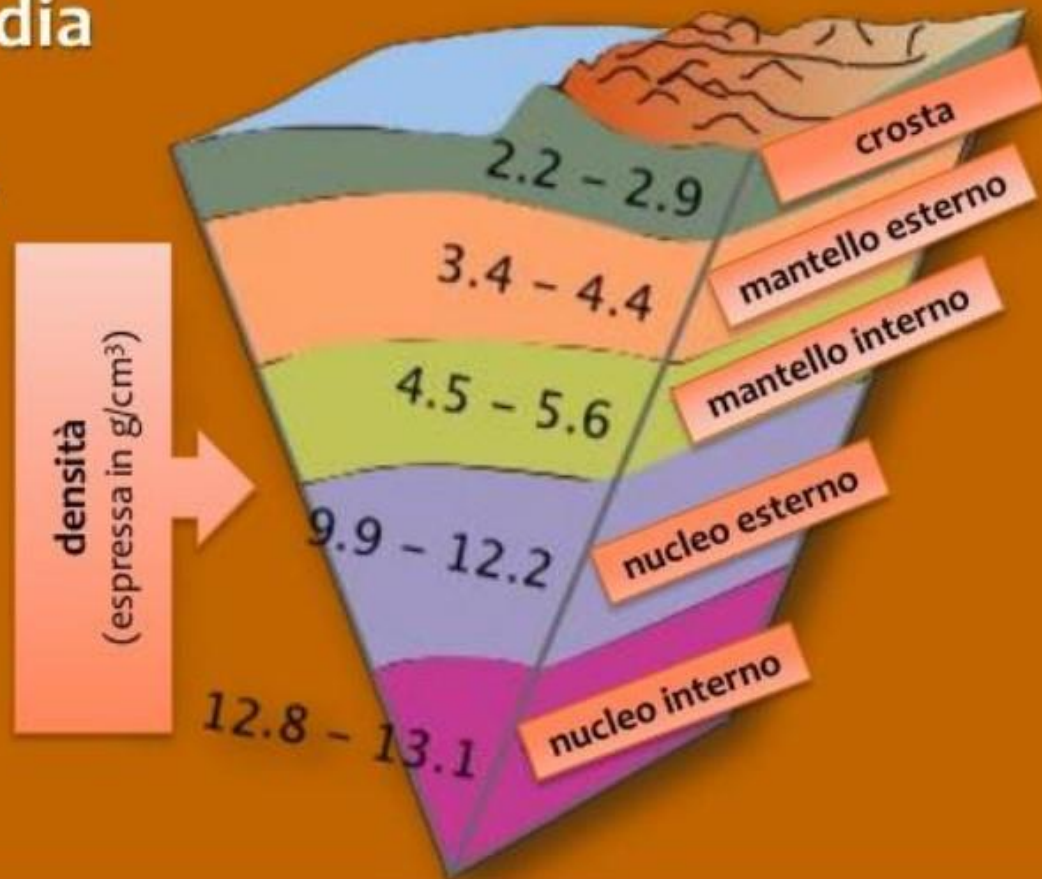 dia
densità
(espressa in g/cm³)
2.2 – 2.9
3.4 – 4.4
4.5 – 5.6
9.9 – 12.2
12.8 – 13.1
crosta
mantello esterno
mantello interno
nucleo esterno
nucleo interno